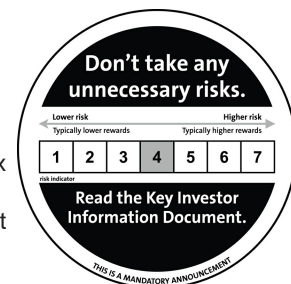 Don't take any
unnecessary risks.
Lower risk Higher risk
Typically lower rewards Typically higher rewards
1 2 3 4 5 6 7
risk indicator
x
Read the Key Investor
Information Document.
t
THIS IS A MANDATORY ANNOUNCEMENT